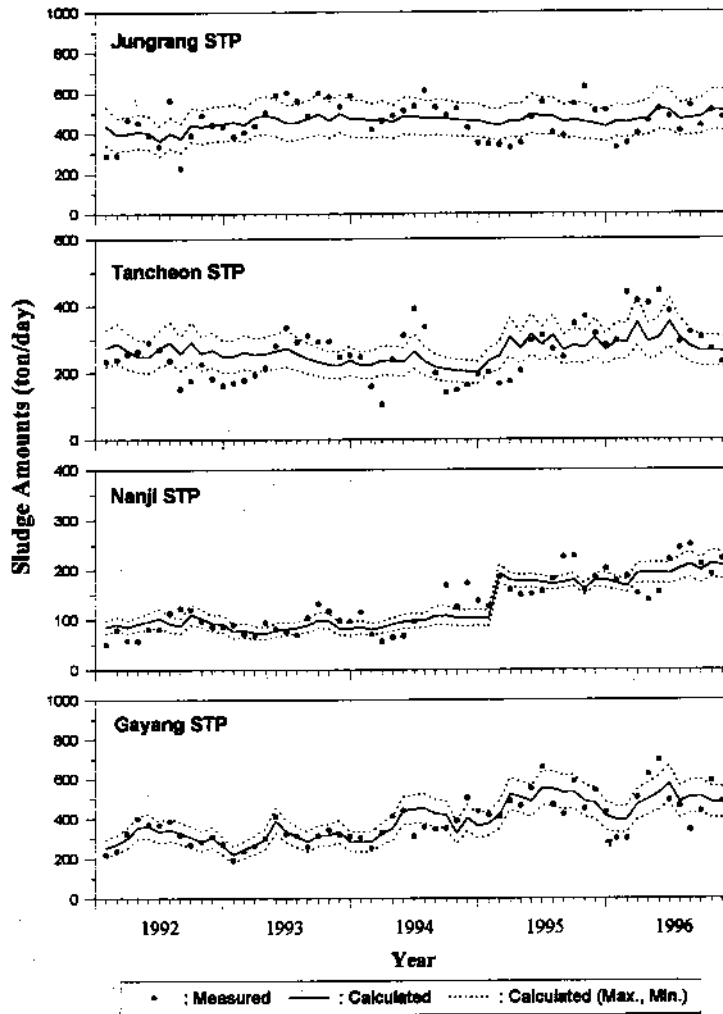 Sludge Amounts (ton/day)
Jungrang STP
1000
800
600
400
200
0
Tancheon STP
600
400
200
0
Nanji STP
400
300
200
100
0
Gayang STP
1000
800
600
400
200
0
1992 1993 1994 1995 1996
Year
• : Measured —— : Calculated ········ : Calculated (Max., Min.)